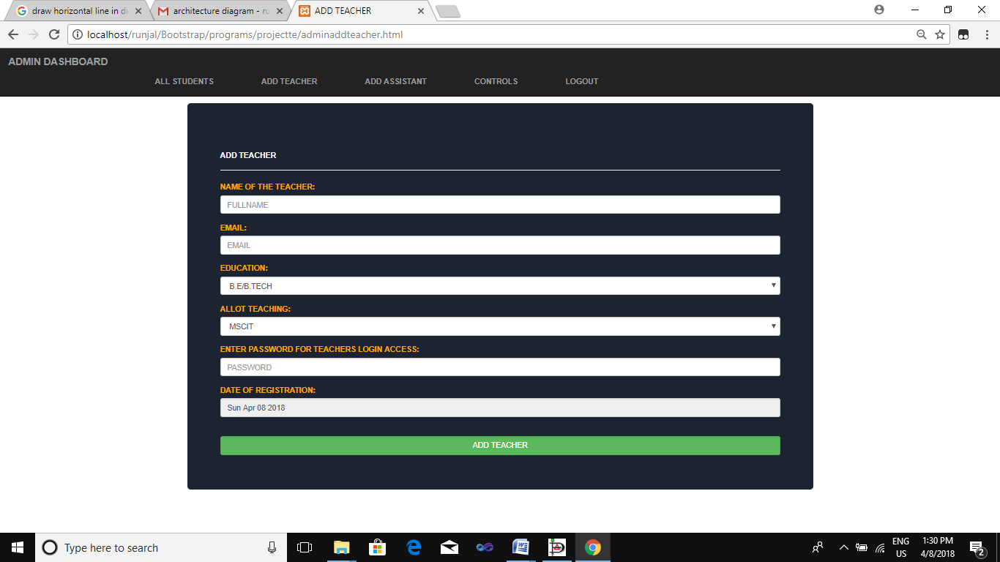 draw horizontal line in di
architecture diagram - ru
ADD TEACHER
localhost/runjal/Bootstrap/programs/projectte/adminaddteacher.html
ADMIN DASHBOARD
ALL STUDENTS ADD TEACHER ADD ASSISTANT CONTROLS LOGOUT
ADD TEACHER
NAME OF THE TEACHER:
FULLNAME
EMAIL:
EMAIL
EDUCATION:
B.E/B.TECH
ALLOT TEACHING:
MSCIT
ENTER PASSWORD FOR TEACHERS LOGIN ACCESS:
PASSWORD
DATE OF REGISTRATION:
Sun Apr 08 2018
ADD TEACHER
Type here to search
ENG
US
1:30 PM
4/8/2018
2